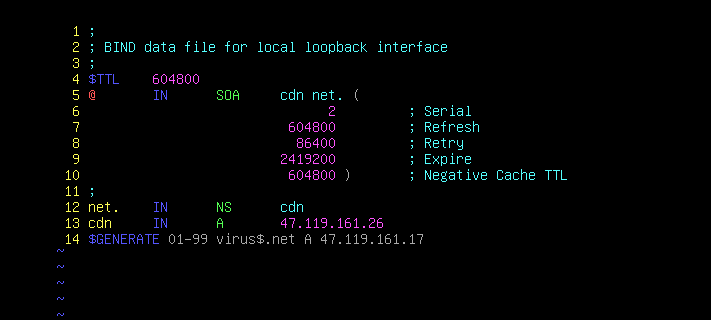 1 ;
2 ; BIND data file for local loopback interface
3 ;
4 $TTL 604800
5 @ IN SOA cdn net. (
6 2 ; Serial
7 604800 ; Refresh
8 86400 ; Retry
9 2419200 ; Expire
10 604800 ) ; Negative Cache TTL
11 ;
12 net. IN NS cdn
13 cdn IN A 47.119.161.26
14 $GENERATE 01-99 virus$.net A 47.119.161.17
~
~
~
~
~